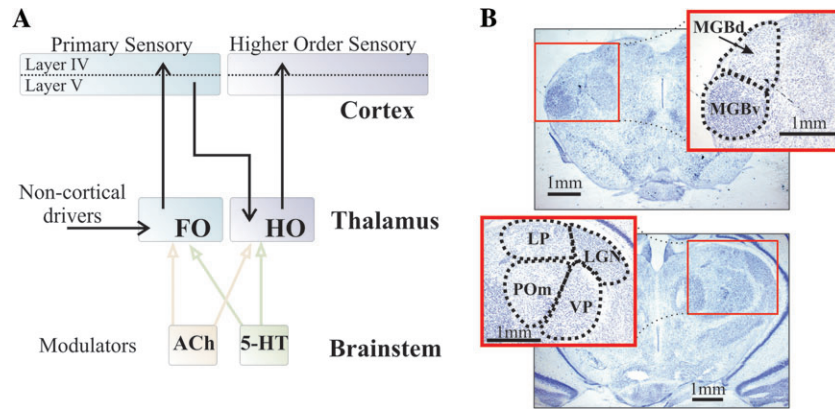 A
Primary Sensory
Higher Order Sensory
Layer IV
Layer V
Cortex
Non-cortical
drivers
FO
HO
Thalamus
Modulators
ACh
5-HT
Brainstem
B
MGBd
MGBv
1mm
1mm
LP
LGN
POm
VP
1mm
1mm